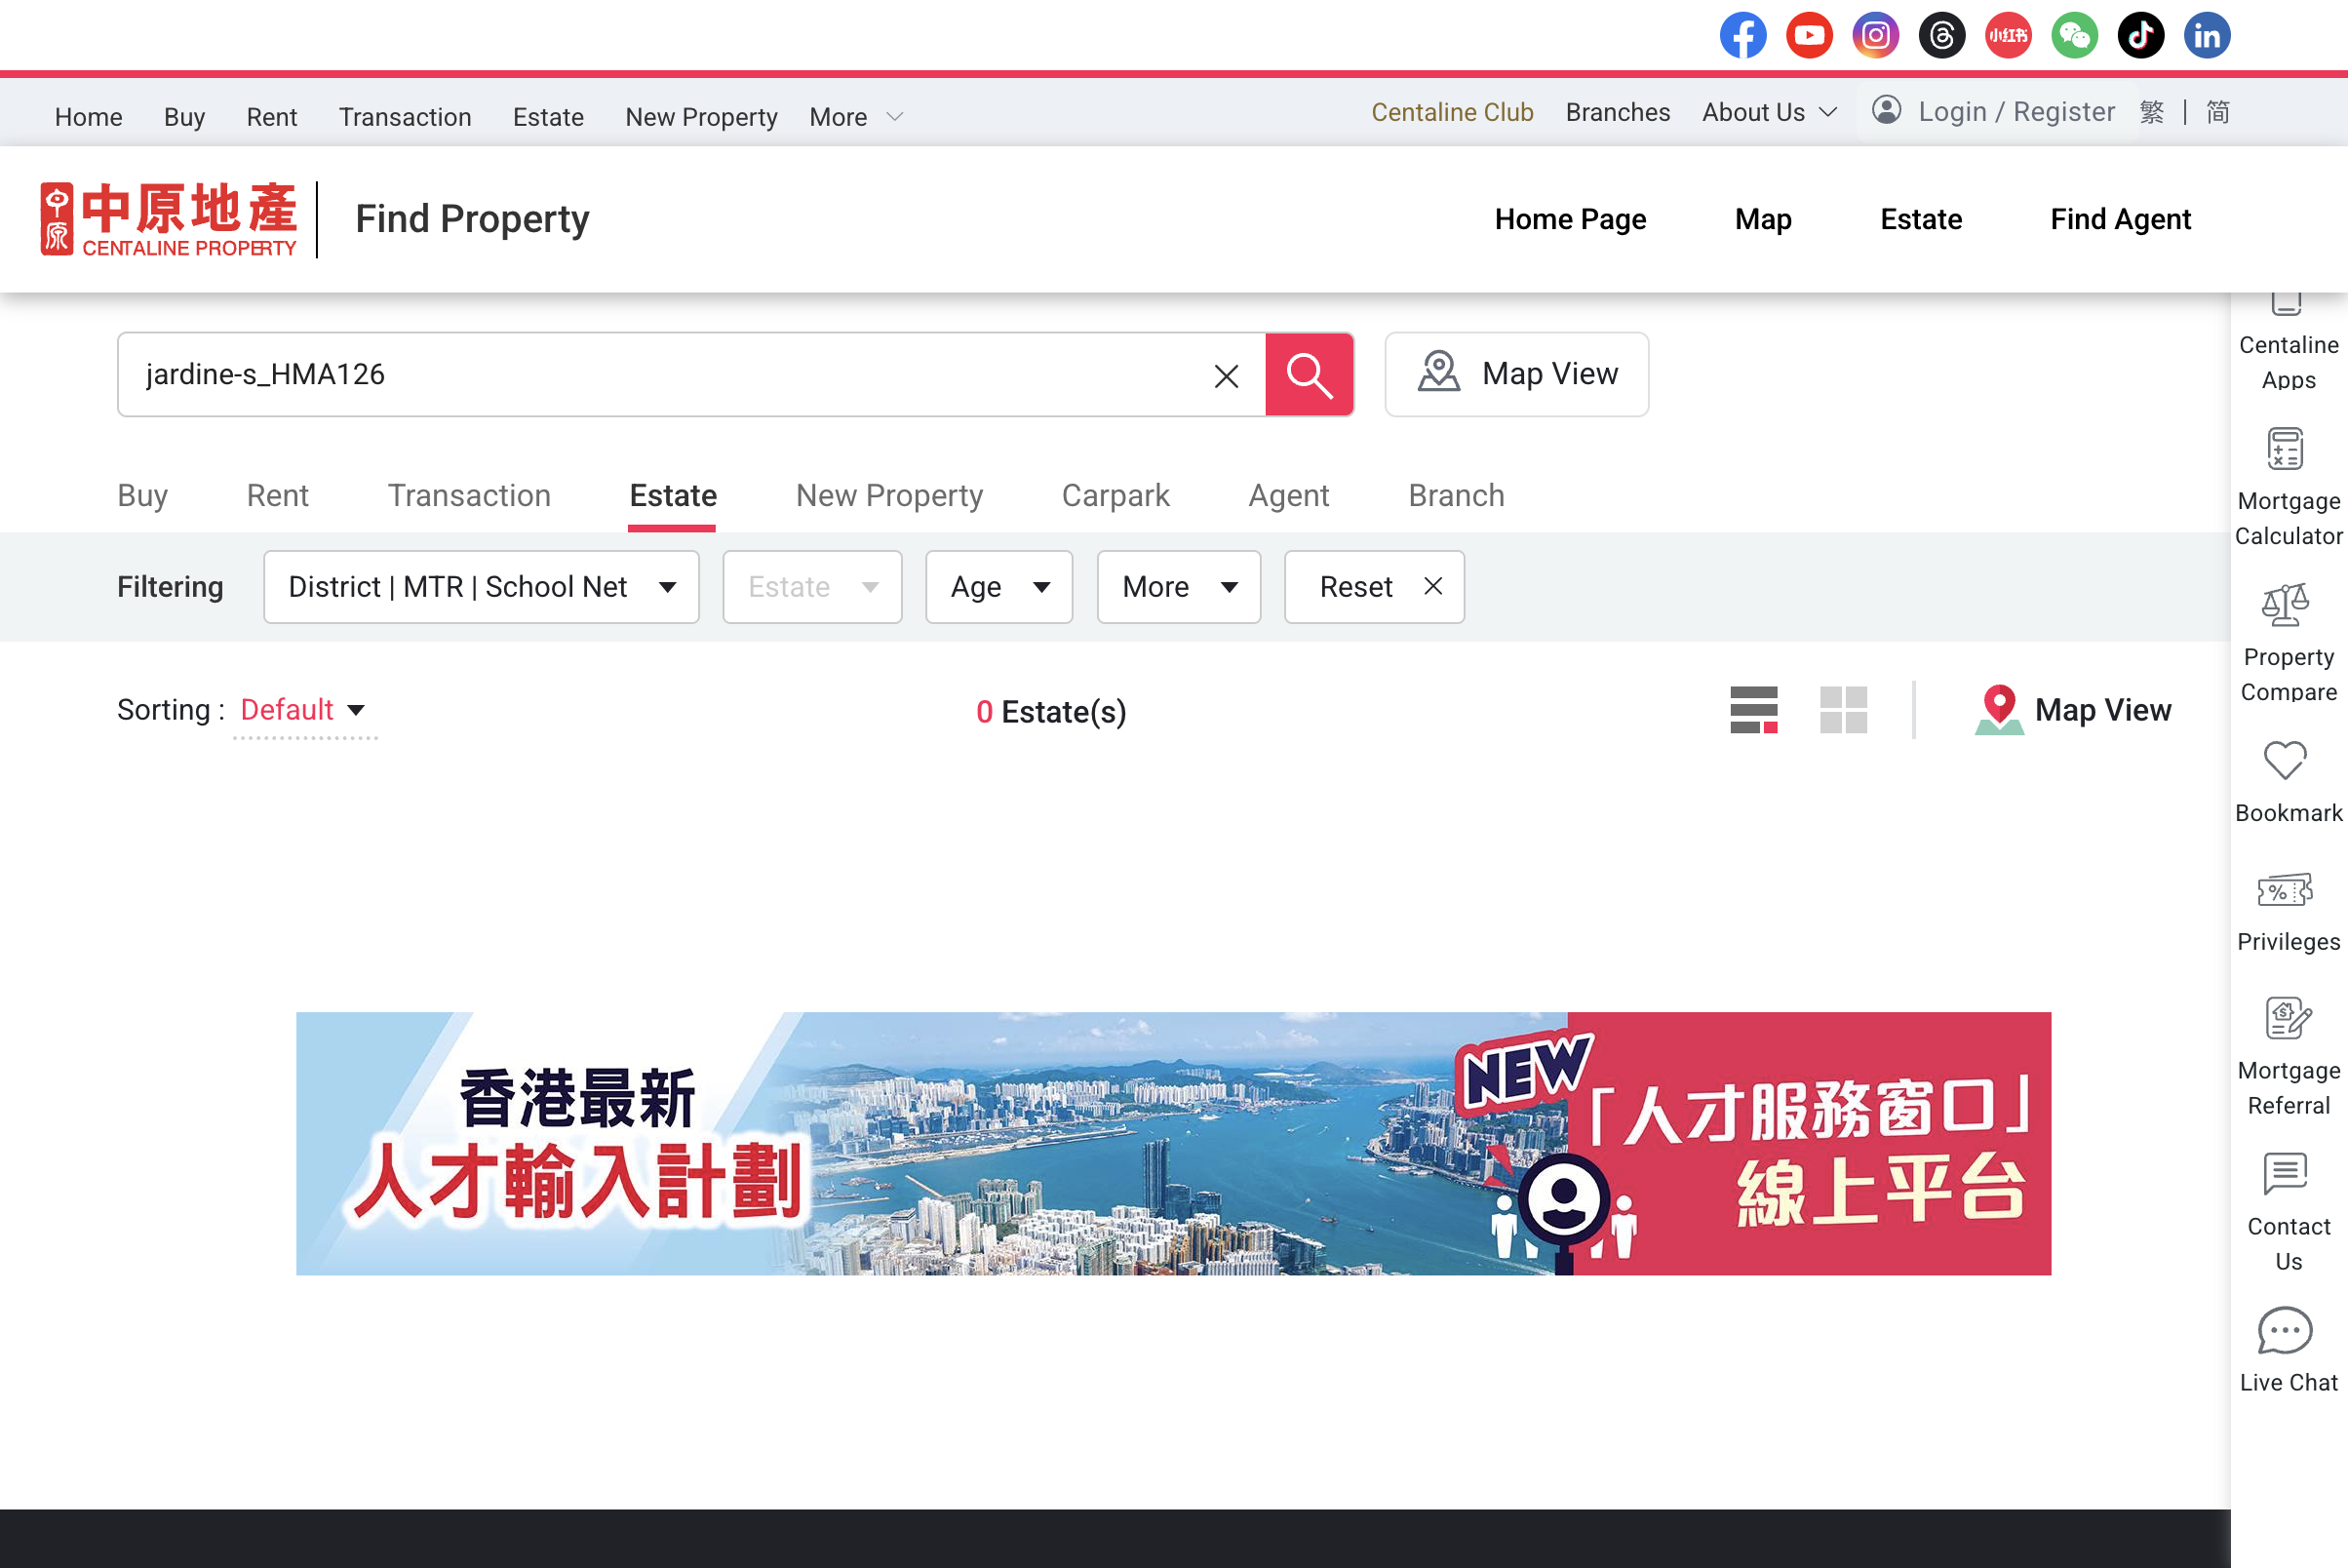 小红书
Home Buy Rent Transaction Estate New Property More
Centaline Club Branches About Us Login / Register 繁 | 简
中原
中原地產
CENTALINE PROPERTY
Find Property
Home Page Map Estate Find Agent
jardine-s_HMA126
Map View
Buy Rent Transaction Estate New Property Carpark Agent Branch
Filtering District | MTR | School Net Estate Age More Reset
Sorting : Default
0 Estate(s)
Map View
香港最新
人才輸入計劃
NEW
「人才服務窗口」
線上平台
Centaline
Apps
Mortgage
Calculator
Property
Compare
Bookmark
Privileges
Mortgage
Referral
Contact
Us
Live Chat